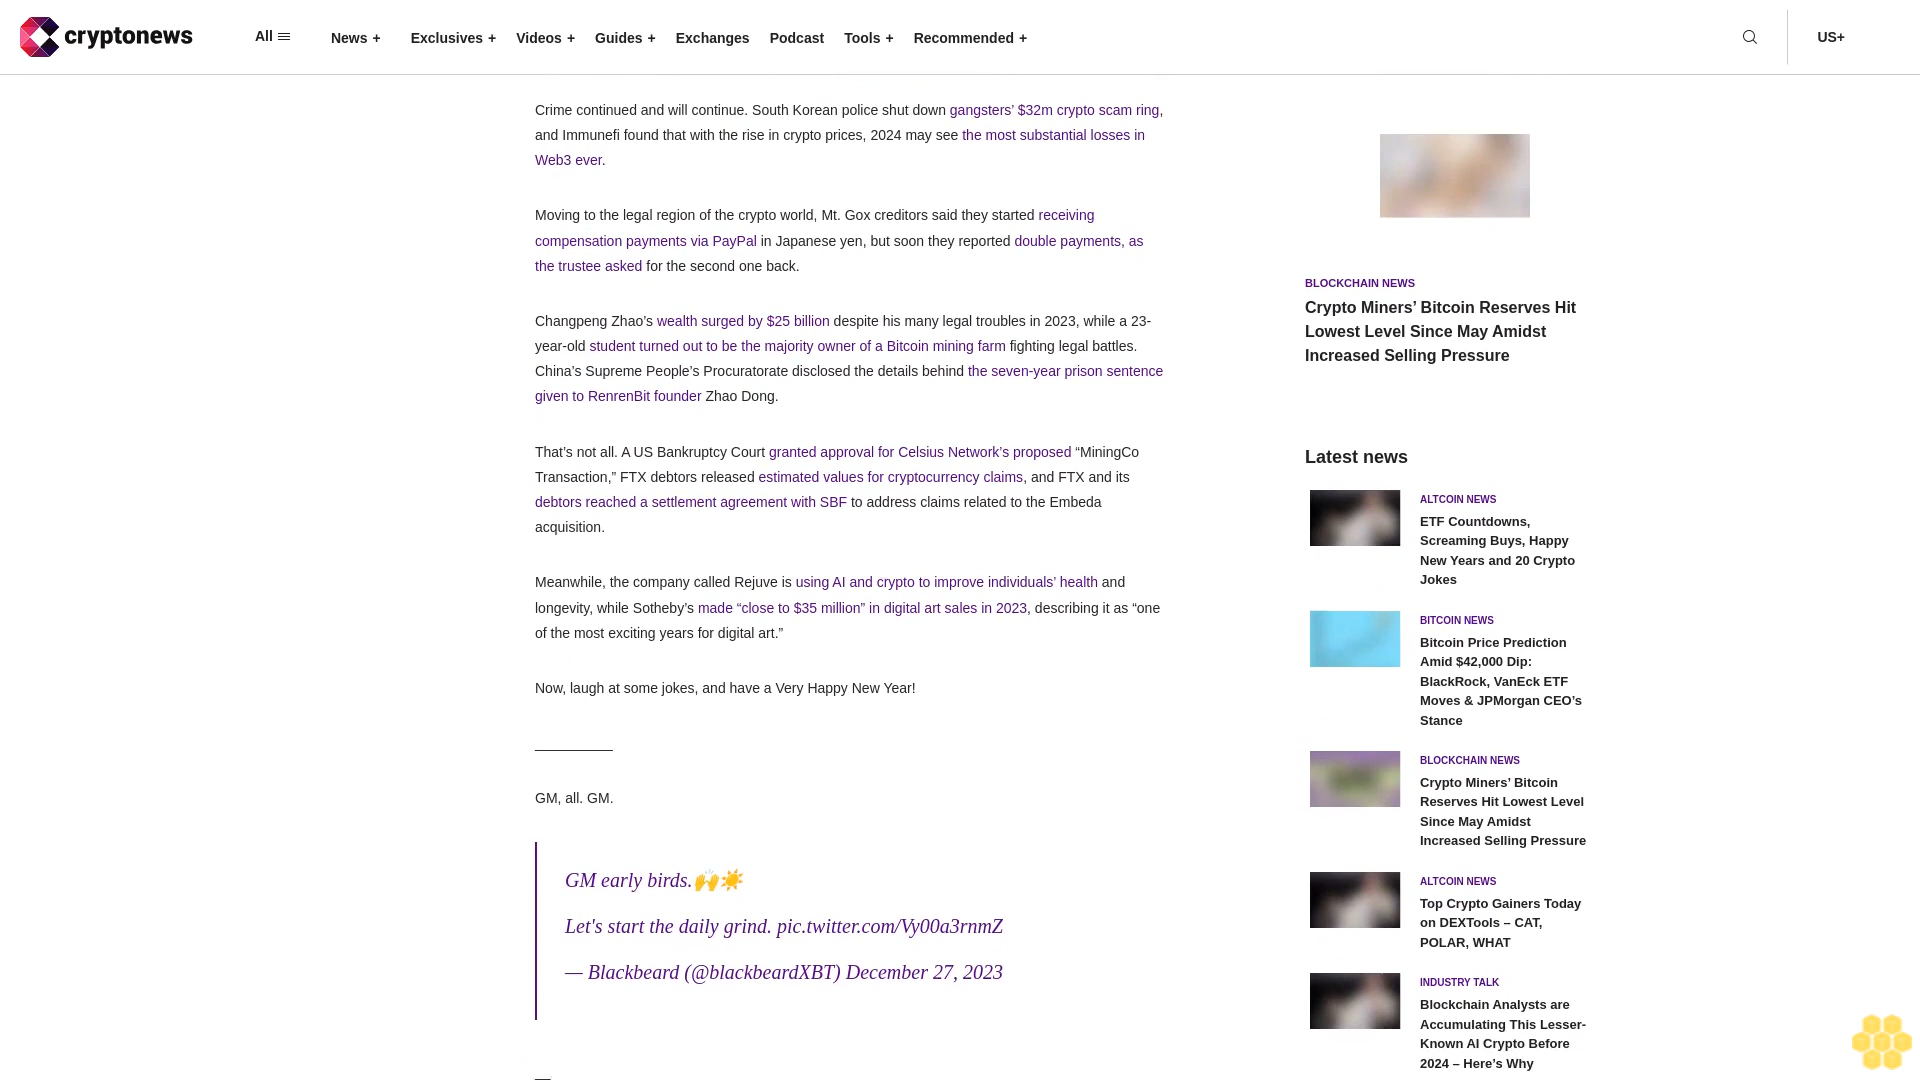 cryptonews
All
News +
Exclusives +
Videos +
Guides +
Exchanges
Podcast
Tools +
Recommended +
US+
Crime continued and will continue. South Korean police shut down gangsters’ $32m crypto scam ring,
and Immunefi found that with the rise in crypto prices, 2024 may see the most substantial losses in
Web3 ever.
Moving to the legal region of the crypto world, Mt. Gox creditors said they started receiving
compensation payments via PayPal in Japanese yen, but soon they reported double payments, as
the trustee asked for the second one back.
Changpeng Zhao’s wealth surged by $25 billion despite his many legal troubles in 2023, while a 23-
year-old student turned out to be the majority owner of a Bitcoin mining farm fighting legal battles.
China’s Supreme People’s Procuratorate disclosed the details behind the seven-year prison sentence
given to RenrenBit founder Zhao Dong.
That’s not all. A US Bankruptcy Court granted approval for Celsius Network’s proposed “MiningCo
Transaction,” FTX debtors released estimated values for cryptocurrency claims, and FTX and its
debtors reached a settlement agreement with SBF to address claims related to the Embeda
acquisition.
Meanwhile, the company called Rejuve is using AI and crypto to improve individuals’ health and
longevity, while Sotheby’s made “close to $35 million” in digital art sales in 2023, describing it as “one
of the most exciting years for digital art.”
Now, laugh at some jokes, and have a Very Happy New Year!
__________
GM, all. GM.
GM early birds.🙌☀️
Let's start the daily grind. pic.twitter.com/Vy00a3rnmZ
— Blackbeard (@blackbeardXBT) December 27, 2023
BLOCKCHAIN NEWS
Crypto Miners’ Bitcoin Reserves Hit
Lowest Level Since May Amidst
Increased Selling Pressure
Latest news
ALTCOIN NEWS
ETF Countdowns,
Screaming Buys, Happy
New Years and 20 Crypto
Jokes
BITCOIN NEWS
Bitcoin Price Prediction
Amid $42,000 Dip:
BlackRock, VanEck ETF
Moves & JPMorgan CEO’s
Stance
BLOCKCHAIN NEWS
Crypto Miners’ Bitcoin
Reserves Hit Lowest Level
Since May Amidst
Increased Selling Pressure
ALTCOIN NEWS
Top Crypto Gainers Today
on DEXTools – CAT,
POLAR, WHAT
INDUSTRY TALK
Blockchain Analysts are
Accumulating This Lesser-
Known AI Crypto Before
2024 – Here’s Why